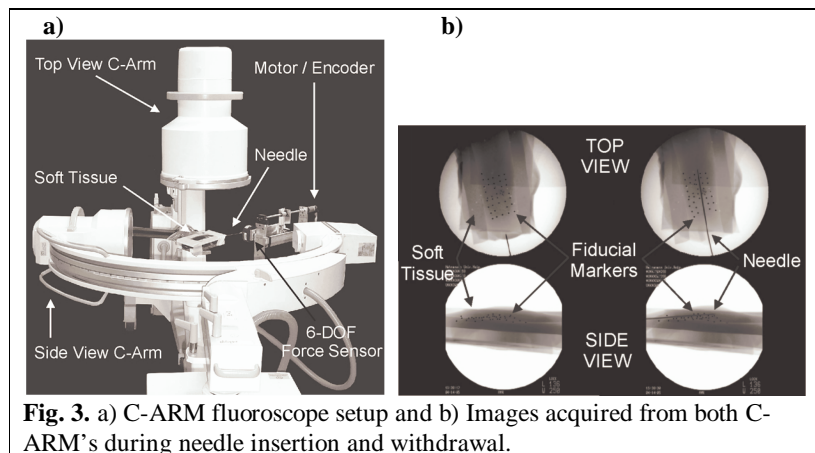 a)
b)
Top View C-Arm
Motor / Encoder
Needle
Soft Tissue
6-DOF
Force Sensor
Side View C-Arm
TOP
VIEW
Soft
Tissue
Fiducial
Markers
Needle
SIDE
VIEW
Fig. 3. a) C-ARM fluoroscope setup and b) Images acquired from both C-
ARM's during needle insertion and withdrawal.